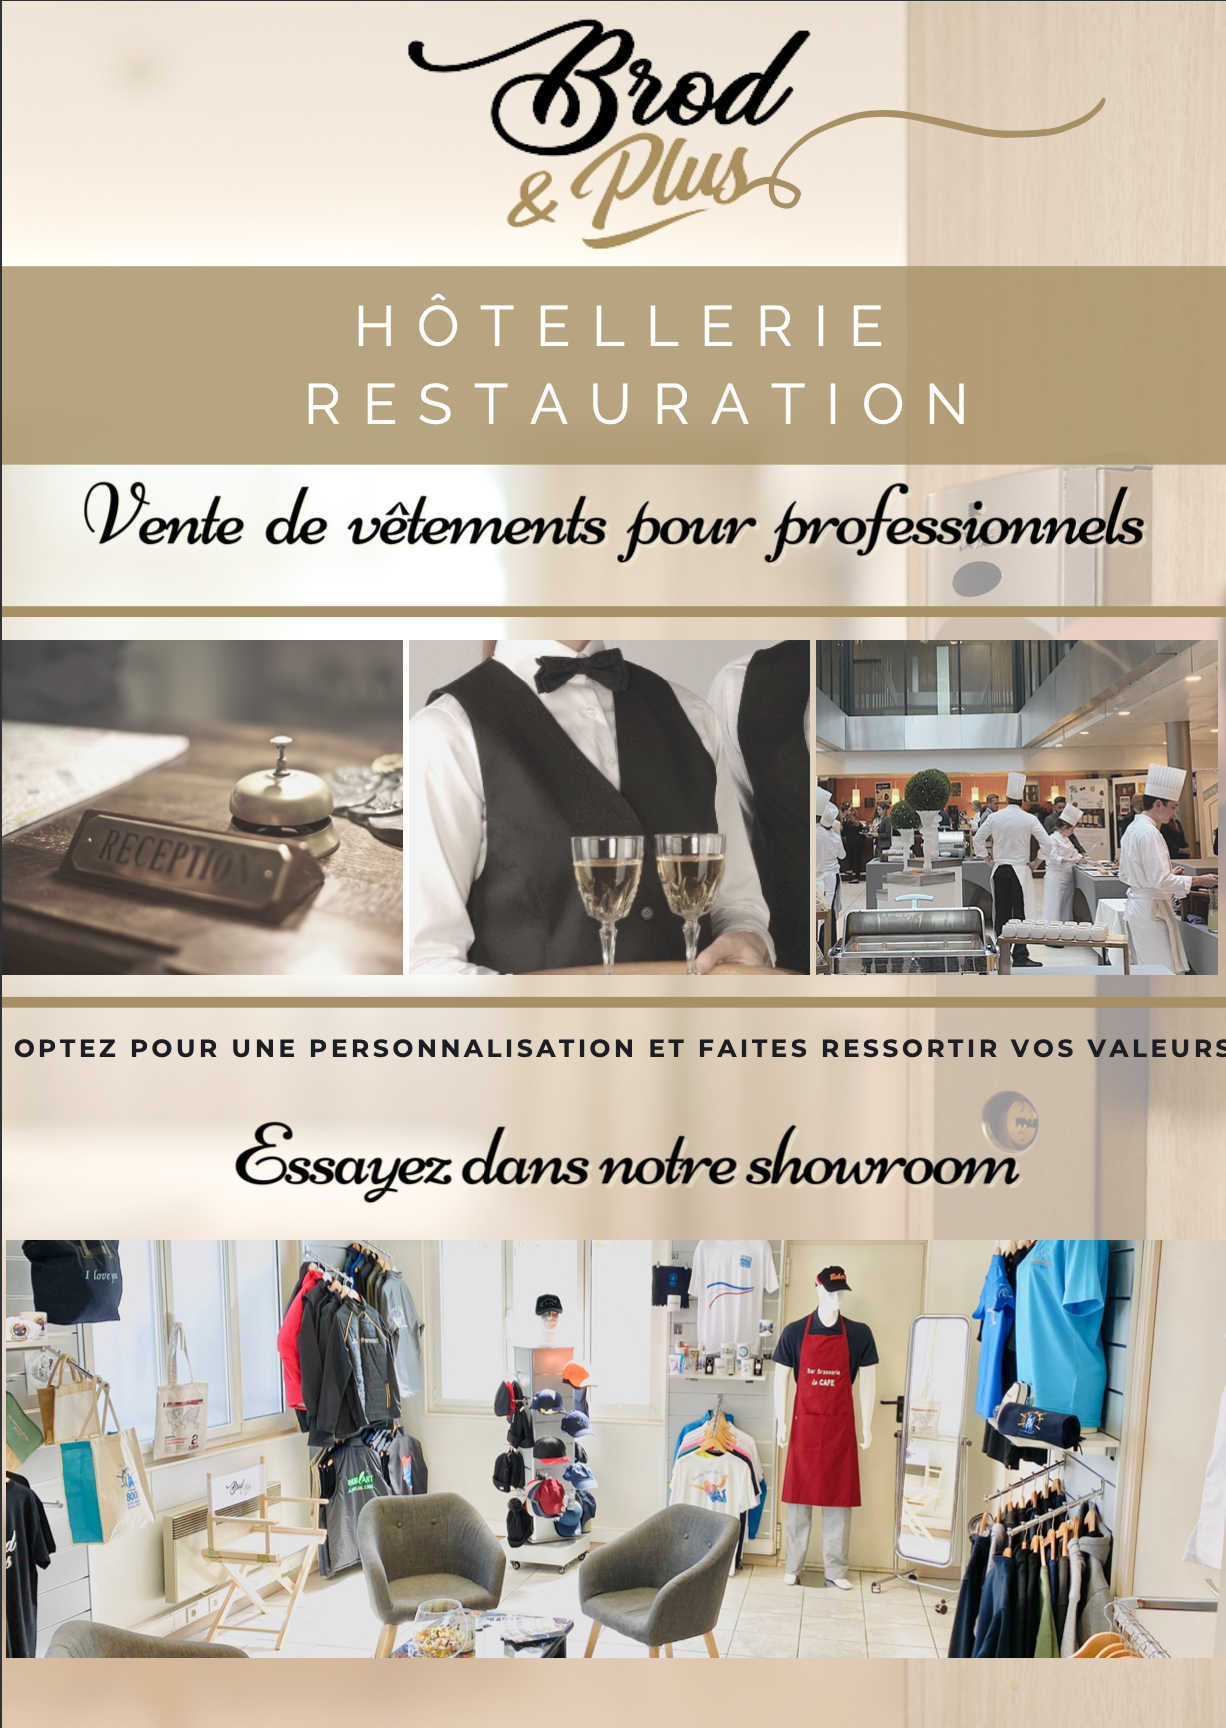 Brod
& Plus
HÔTELLERIE
RESTAURATION
Vente de vêtements pour professionnels
RECEPTION
OPTEZ POUR UNE PERSONNALISATION ET FAITES RESSORTIR VOS VALEURS
Essayez dans notre showroom
I love you
Bar Brasserie
Le CAFE